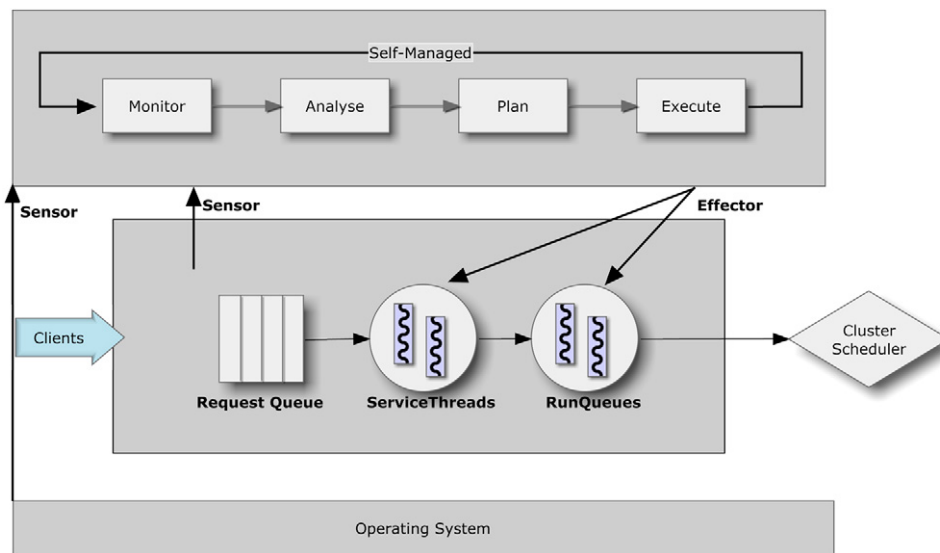 Self-Managed
Monitor
Analyse
Plan
Execute
Sensor
Sensor
Effector
Clients
Cluster
Scheduler
Request Queue
ServiceThreads
RunQueues
Operating System